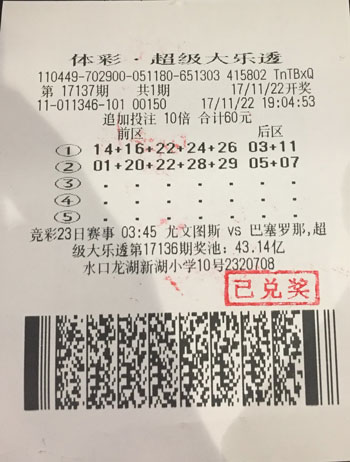 体彩·超级大乐透
110449-702900-051180-651303 415802 TnTBxQ
第 17137期 共1期 17/11/22开奖
11-011346-101 00150 17/11/22 19:04:53
追加投注 10倍 合计60元
前区 后区
① 14+16+22+24+26 03+11
② 01+20+22+28+29 05+07
③ . . . . . . .
④ . . . . . . .
⑤ . . . . . . .
竞彩23日赛事 03:45 尤文图斯 vs 巴塞罗那,超
级大乐透第17136期奖池：43.14亿
水口龙湖新湖小学10号2320708
已兑奖